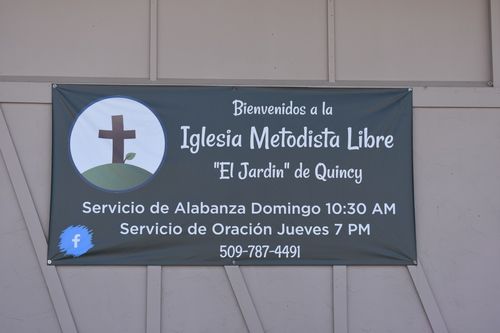 Bienvenidos a la
Iglesia Metodista Libre
"El Jardin" de Quincy
Servicio de Alabanza Domingo 10:30 AM
Servicio de Oración Jueves 7 PM
509-787-4491
f